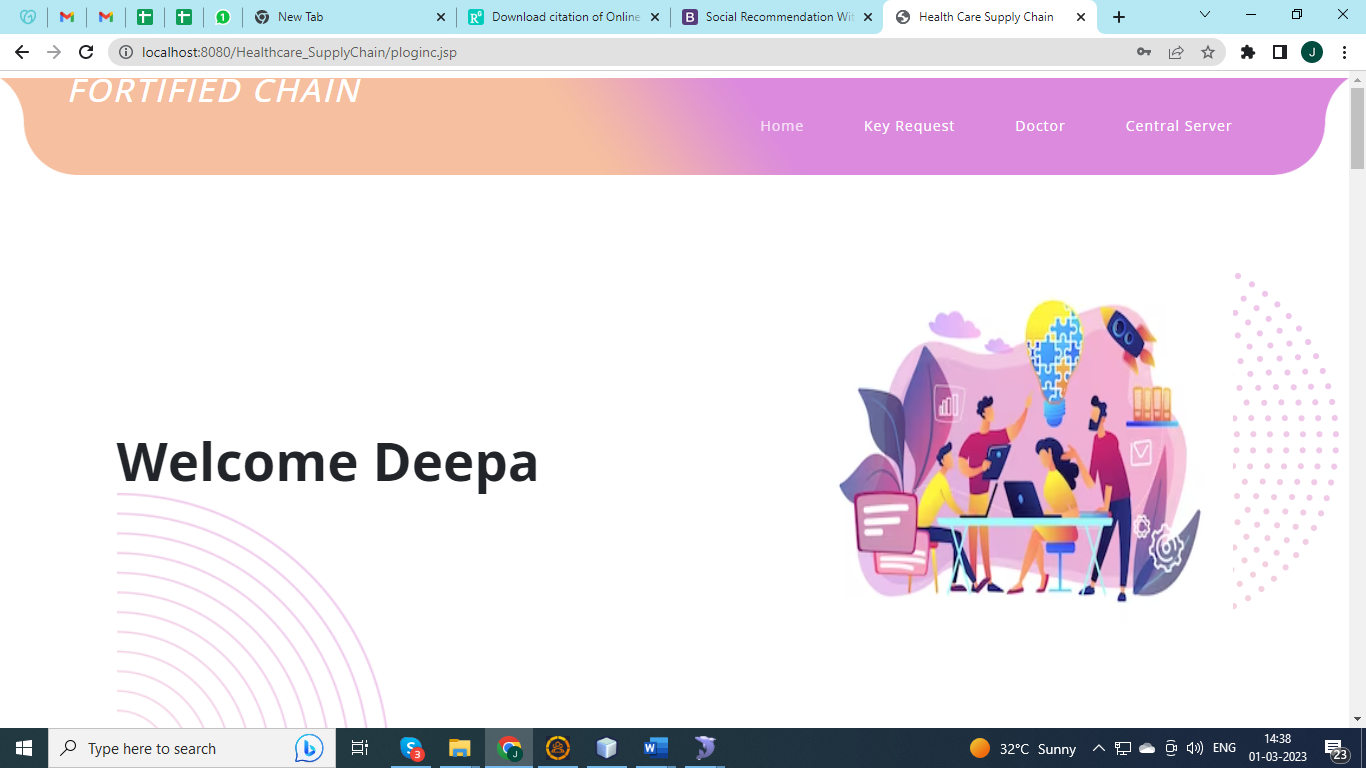 New Tab
Download citation of Online
Social Recommendation Wit
Health Care Supply Chain
localhost:8080/Healthcare_SupplyChain/ploginc.jsp
J
FORTIFIED CHAIN
Home
Key Request
Doctor
Central Server
Welcome Deepa
Type here to search
3
32°C Sunny
ENG
14:38
01-03-2023
23